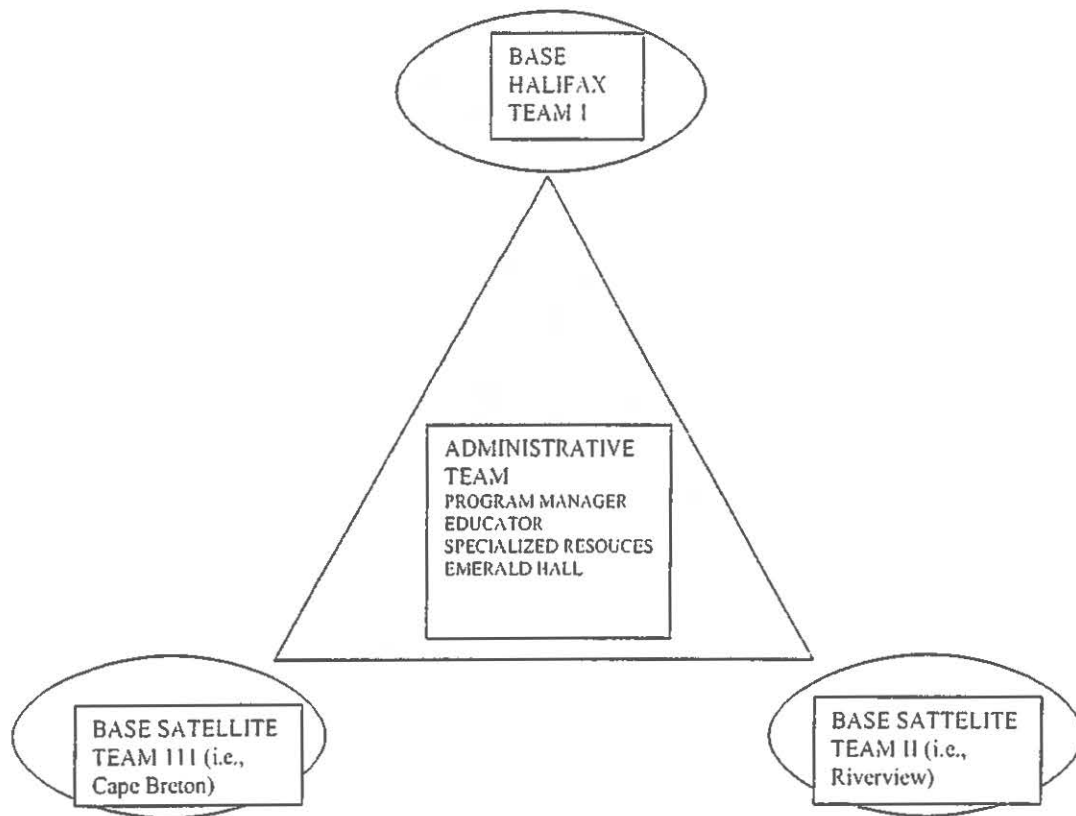 BASE
HALIFAX
TEAM I
ADMINISTRATIVE
TEAM
PROGRAM MANAGER
EDUCATOR
SPECIALIZED RESOUCES
EMERALD HALL
BASE SATELLITE
TEAM III (i.e.,
Cape Breton)
BASE SATTELITE
TEAM II (i.e.,
Riverview)